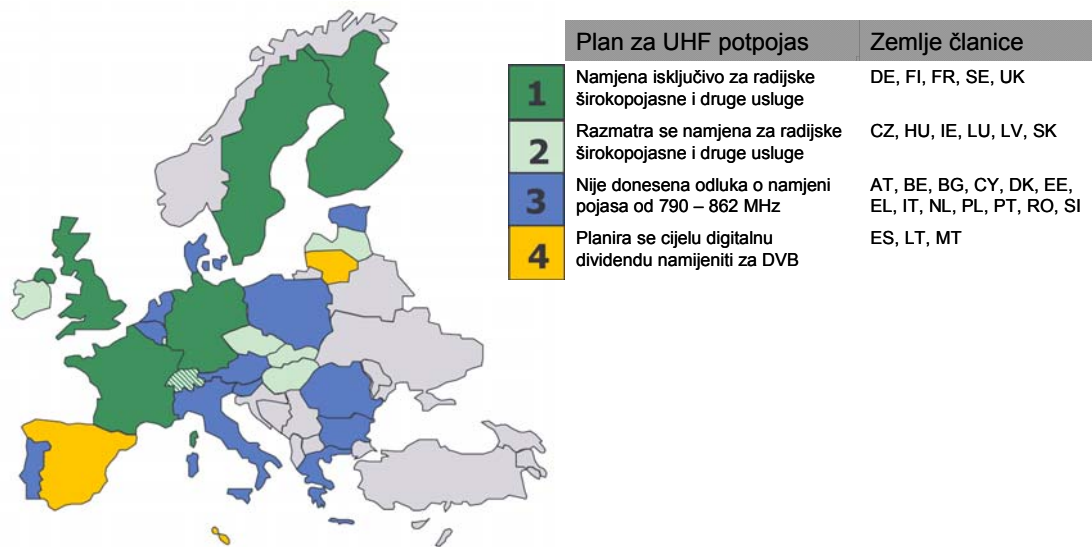 Plan za UHF potpojas Zemlje članice
1 Namjena isključivo za radijske DE, FI, FR, SE, UK
širokopojasne i druge usluge
2 Razmatra se namjena za radijske CZ, HU, IE, LU, LV, SK
širokopojasne i druge usluge
3 Nije donesena odluka o namjeni AT, BE, BG, CY, DK, EE,
pojasa od 790 – 862 MHz EL, IT, NL, PL, PT, RO, SI
4 Planira se cijelu digitalnu ES, LT, MT
dividendu namijeniti za DVB